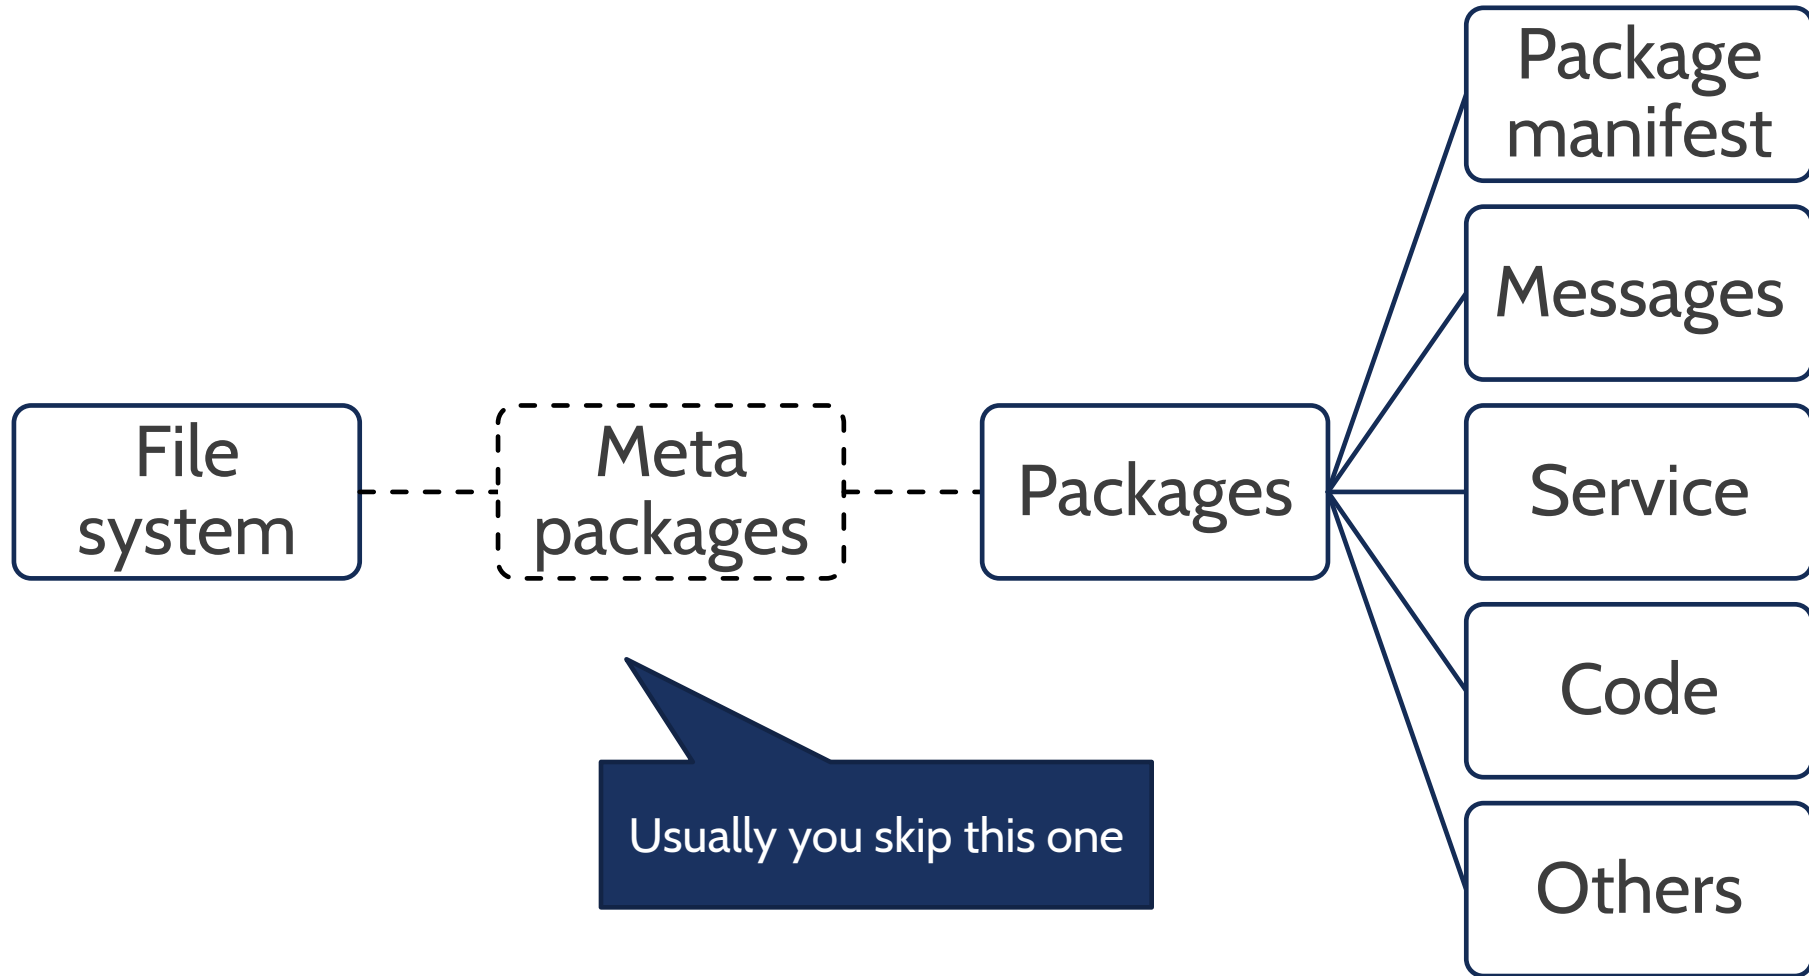 File
system
Meta
packages
Packages
Package
manifest
Messages
Service
Code
Others
Usually you skip this one